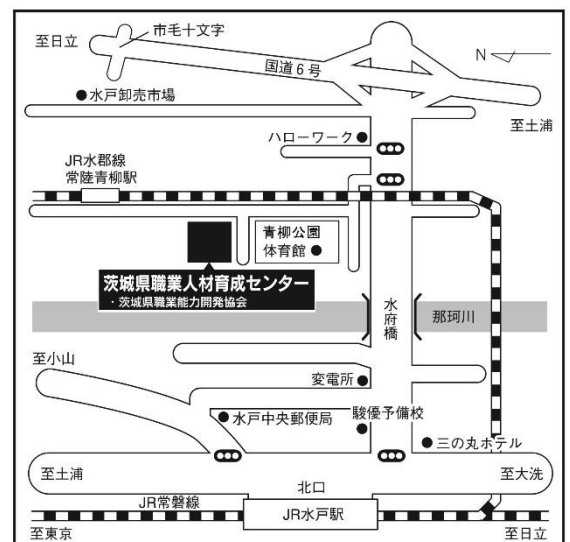 市毛十文字
至日立
国道6号
N
水戸卸売市場
至土浦
ハローワーク
JR水郡線
常陸青柳駅
青柳公園
体育館
茨城県職業人材育成センター
・茨城県職業能力開発協会
水府橋
那珂川
至小山
変電所
水戸中央郵便局
駿優予備校
三の丸ホテル
至土浦
北口
至大洗
JR常磐線
JR水戸駅
至東京
至日立